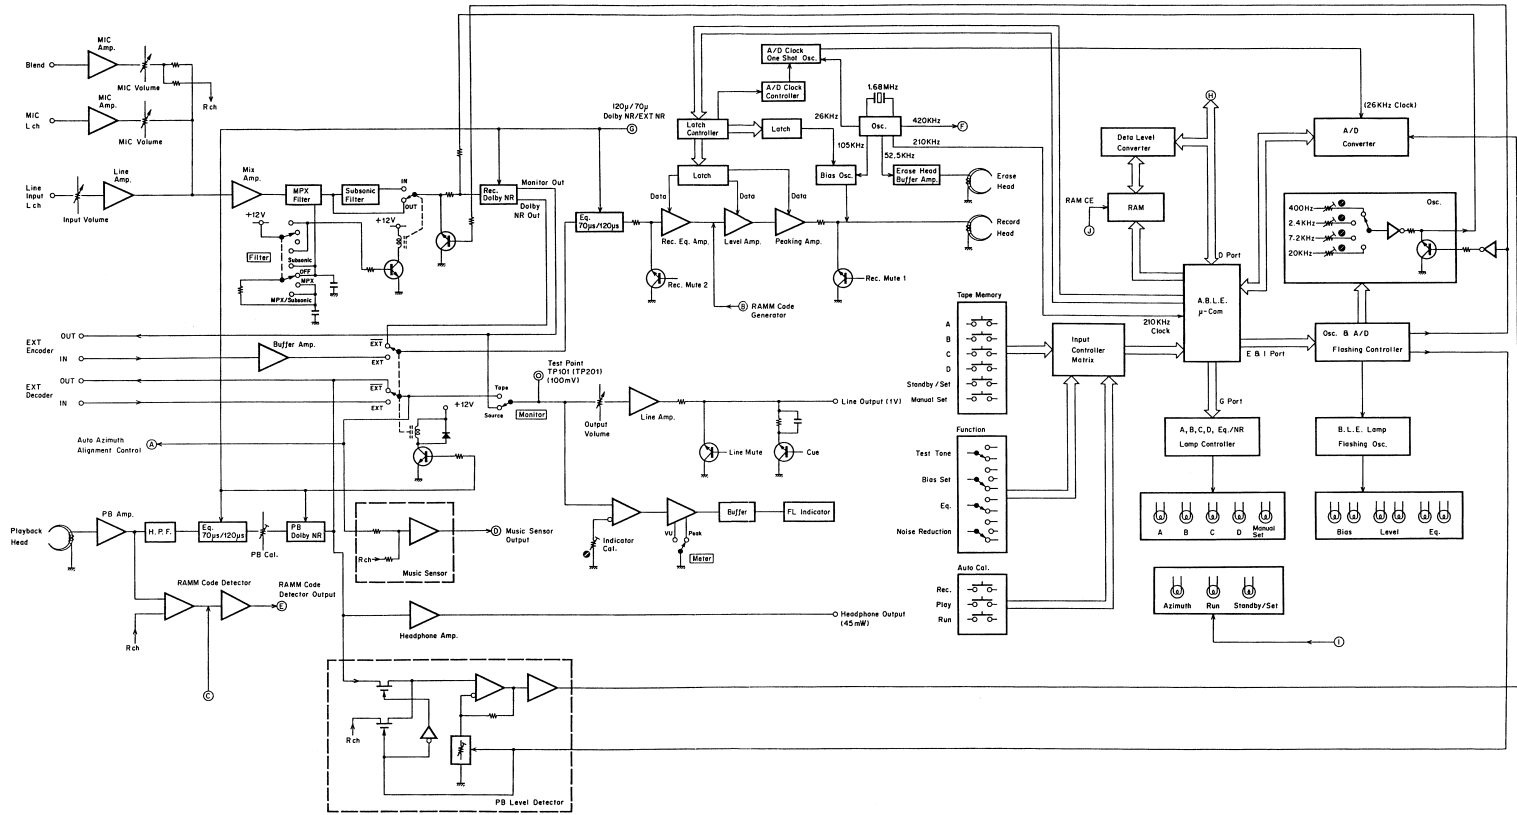 MIC
Amp.
Blend
MIC Volume
R ch
MIC
Amp.
MIC
L ch
MIC Volume
Line
Amp.
Line
Input
L ch
Input Volume
Mix
Amp.
MPX
Filter
Subsonic
Filter
IN
OUT
+12V
+12V
Filter
Subsonic
OFF
MPX
MPX/Subsonic
Rec.
Dolby NR
Monitor Out
Dolby
NR Out
120μ/70μ
Dolby NR/EXT NR
G
Eq.
70μs/120μs
A/D Clock
One Shot Osc.
A/D Clock
Controller
Latch
Controller
Latch
Latch
Data
Data
Data
Rec. Eq. Amp.
Level Amp.
Peaking Amp.
Rec. Mute 2
Rec. Mute 1
B
RAMM Code
Generator
1.68MHz
Osc.
26KHz
105KHz
420KHz
F
210KHz
52.5KHz
Bias Osc.
Erase Head
Buffer Amp.
Erase
Head
Record
Head
(26KHz Clock)
A/D
Converter
H
Data Level
Converter
RAM
RAM CE
J
D Port
Osc.
400Hz
2.4KHz
7.2KHz
20KHz
A.B.L.E.
μ-Com
210KHz
Clock
E & I Port
G Port
Osc. & A/D
Flashing Controller
Tape Memory
A
B
C
D
Standby/Set
Manual Set
Input
Controller
Matrix
Function
Test Tone
Bias Set
Eq.
Noise Reduction
Auto Cal.
Rec.
Play
Run
A, B, C, D, Eq./NR
Lamp Controller
B.L.E. Lamp
Flashing Osc.
A
B
C
D
Manual
Set
Bias
Level
Eq.
Azimuth
Run
Standby/Set
I
EXT
Encoder
OUT
IN
Buffer Amp.
EXT
EXT
EXT
Decoder
OUT
IN
EXT
EXT
+12V
Tape
Source
Monitor
Test Point
TP101 (TP201)
(100mV)
Output
Volume
Line Amp.
Line Output (1V)
Line Mute
Cue
Auto Azimuth
Alignment Control
A
PB Amp.
Playback
Head
H. P. F.
Eq.
70μs/120μs
PB Cal.
PB
Dolby NR
R ch
Music Sensor
D
Music Sensor
Output
Indicator
Cal.
VU
Peak
Meter
Buffer
FL Indicator
RAMM Code Detector
RAMM Code
Detector Output
E
R ch
C
Headphone Amp.
Headphone Output
(45mW)
R ch
PB Level Detector